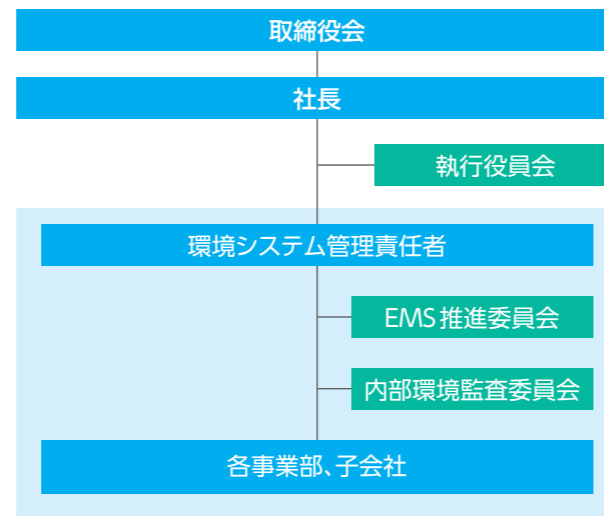 取締役会
社長
執行役員会
環境システム管理責任者
EMS推進委員会
内部環境監査委員会
各事業部、子会社